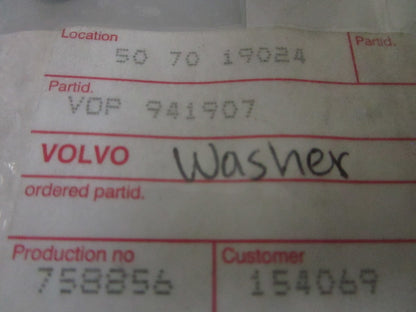 Location Partid.
50 70 19024
Partid.
VOP 941907
VOLVO Washer
ordered partid.
Production no Customer
758856 154069